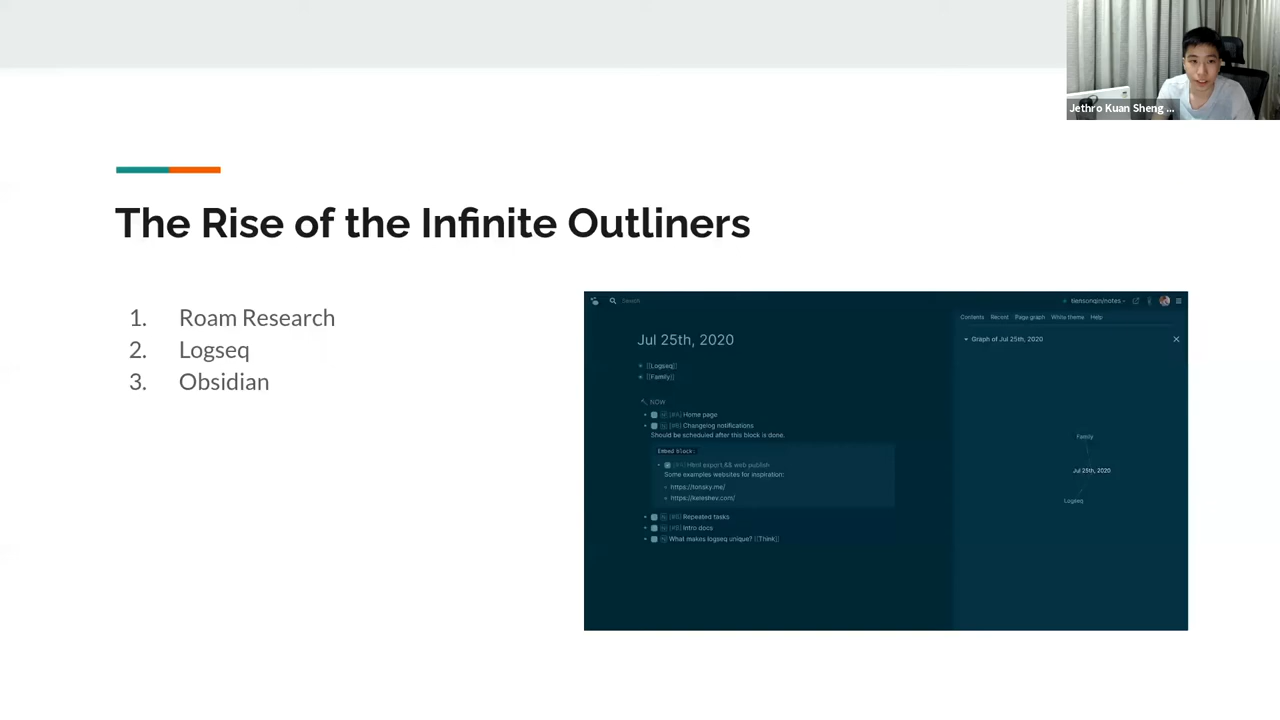 Jethro Kuan Sheng ...
The Rise of the Infinite Outliners
1. Roam Research
2. Logseq
3. Obsidian
Search
tiensonqin/notes
Jul 25th, 2020
[[Logseq]]
[[Family]]
NOW
[#A] Home page
[#B] Changelog notifications
Should be scheduled after this block is done.
Embed block:
[#A] Html export && web publish
Some examples websites for inspiration:
https://tonsky.me/
https://keleshev.com/
[#B] Repeated tasks
[#B] Intro docs
What makes logseq unique? [[Think]]
Contents Recent Page graph White theme Help
Graph of Jul 25th, 2020
Family
Jul 25th, 2020
Logseq